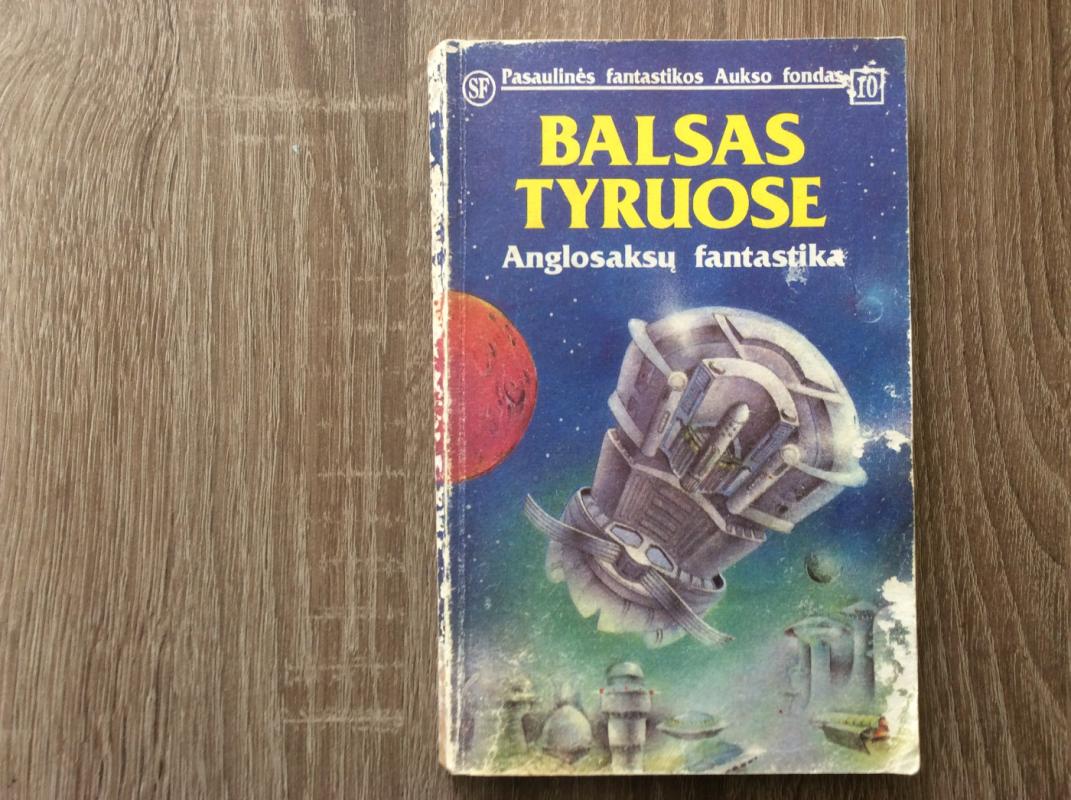 SF Pasaulinės fantastikos Aukso fondas 10
BALSAS
TYRUOSE
Anglosaksų fantastika